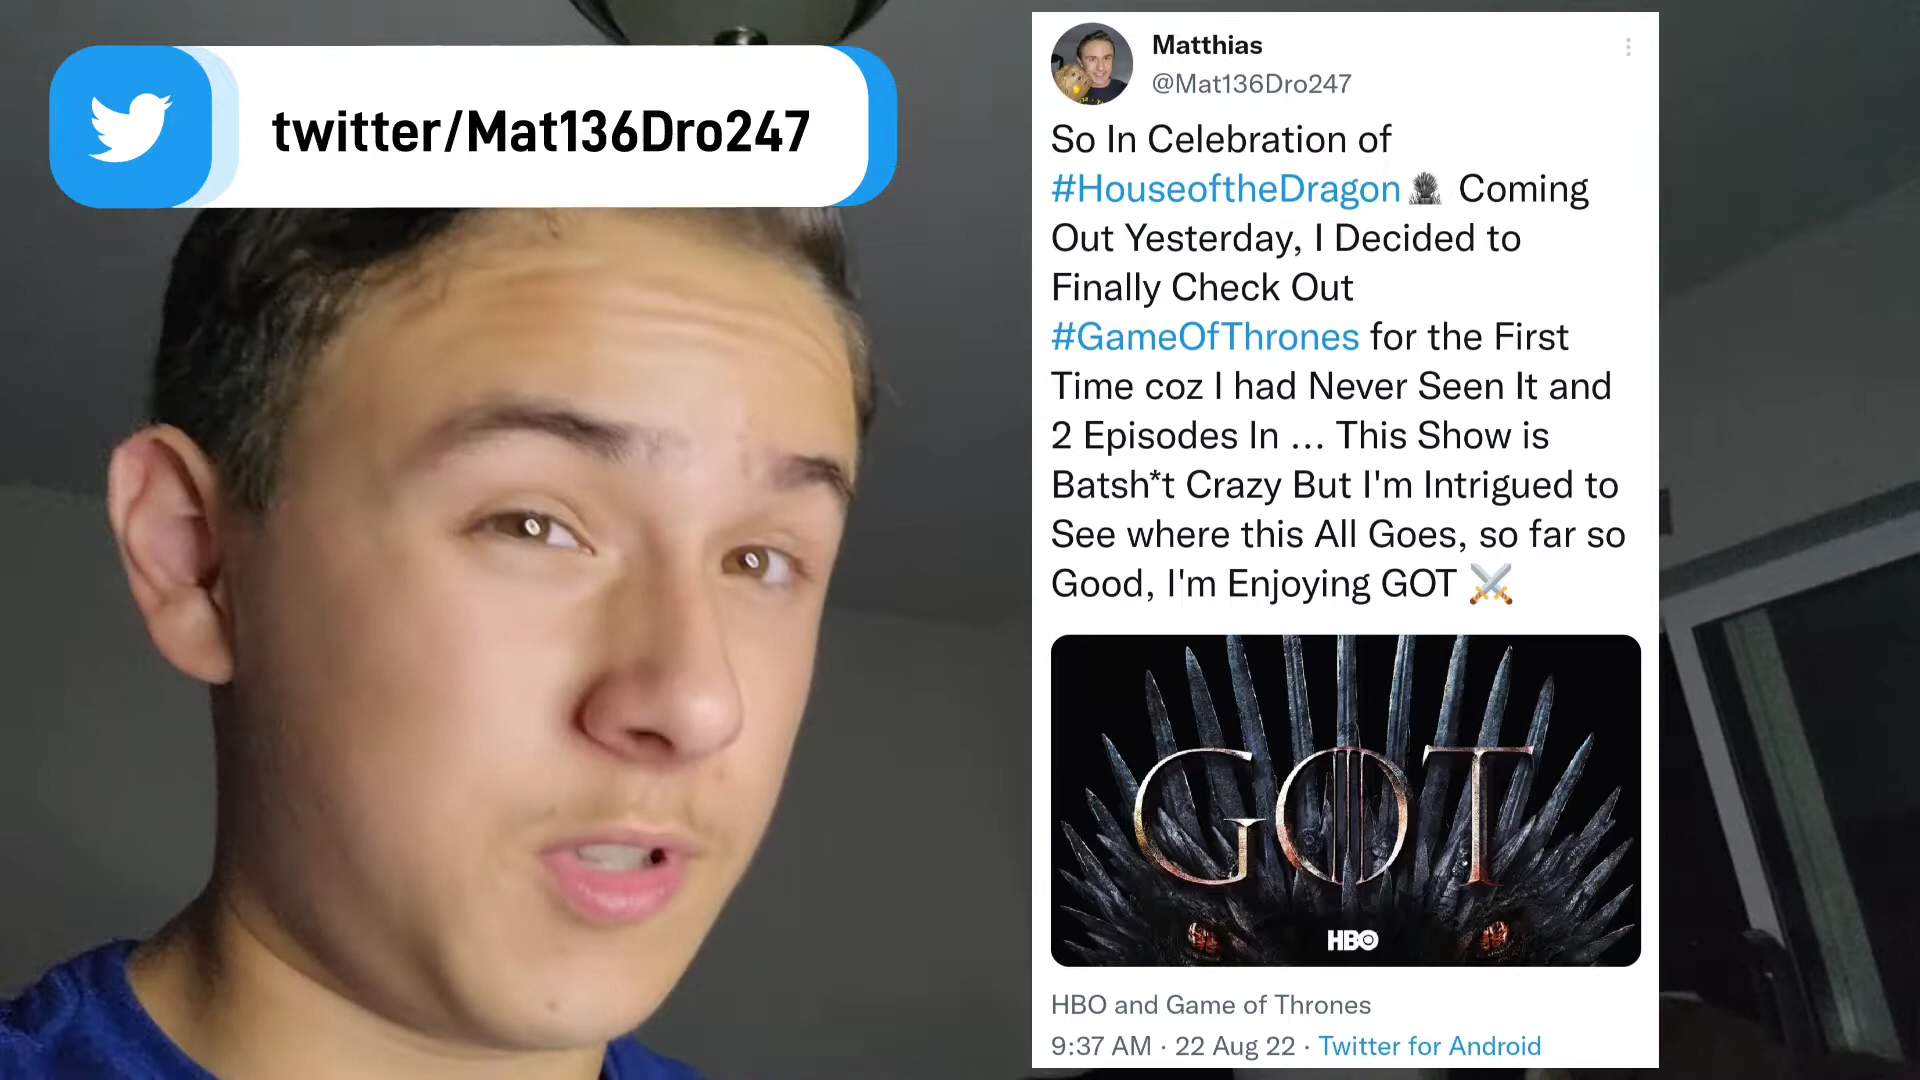 twitter/Mat136Dro247
Matthias
@Mat136Dro247
So In Celebration of
#HouseoftheDragon Coming
Out Yesterday, I Decided to
Finally Check Out
#GameOfThrones for the First
Time coz I had Never Seen It and
2 Episodes In ... This Show is
Batsh*t Crazy But I'm Intrigued to
See where this All Goes, so far so
Good, I'm Enjoying GOT ⚔️
GOT
HBO
HBO and Game of Thrones
9:37 AM · 22 Aug 22 · Twitter for Android